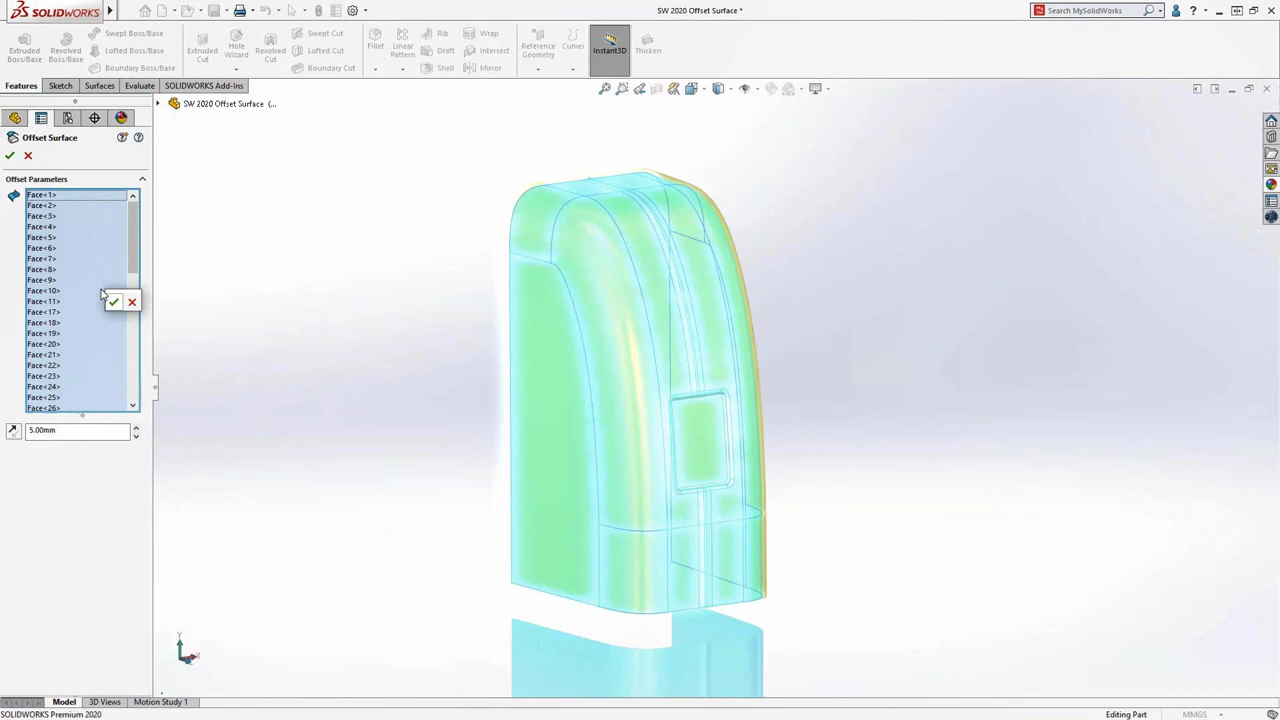 SOLIDWORKS
SW 2020 Offset Surface *
Search MySolidWorks
Extruded Boss/Base
Revolved Boss/Base
Swept Boss/Base
Lofted Boss/Base
Boundary Boss/Base
Extruded Cut
Hole Wizard
Revolved Cut
Swept Cut
Lofted Cut
Boundary Cut
Fillet
Linear Pattern
Rib
Draft
Shell
Wrap
Intersect
Mirror
Reference Geometry
Curves
Instant3D
Thicken
Features
Sketch
Surfaces
Evaluate
SOLIDWORKS Add-Ins
SW 2020 Offset Surface (...
Offset Surface
Offset Parameters
Face<1>
Face<2>
Face<3>
Face<4>
Face<5>
Face<6>
Face<7>
Face<8>
Face<9>
Face<10>
Face<11>
Face<17>
Face<18>
Face<19>
Face<20>
Face<21>
Face<22>
Face<23>
Face<24>
Face<25>
Face<26>
5.00mm
Y
X
Model
3D Views
Motion Study 1
SOLIDWORKS Premium 2020
Editing Part
MMGS